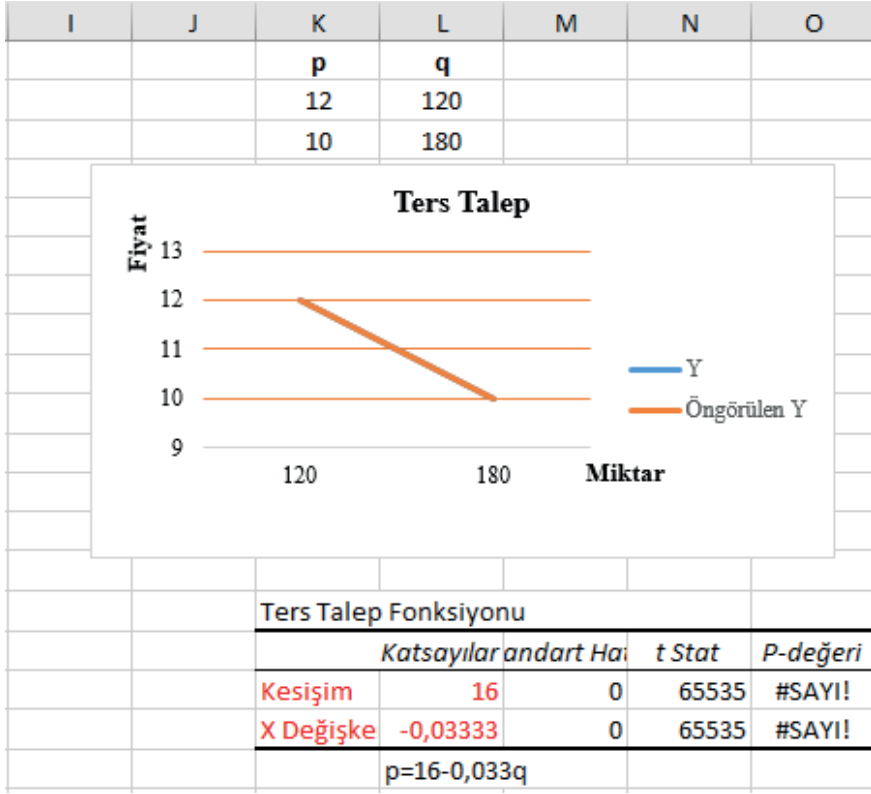 I J K L M N O
p q
12 120
10 180
Ters Talep
Fiyat
13
12
11
10
9
120 180 Miktar
Y
Öngörülen Y
Ters Talep Fonksiyonu
Katsayılar andart Hat t Stat P-değeri
Kesişim 16 0 65535 #SAYI!
X Değişke -0,03333 0 65535 #SAYI!
p=16-0,033q